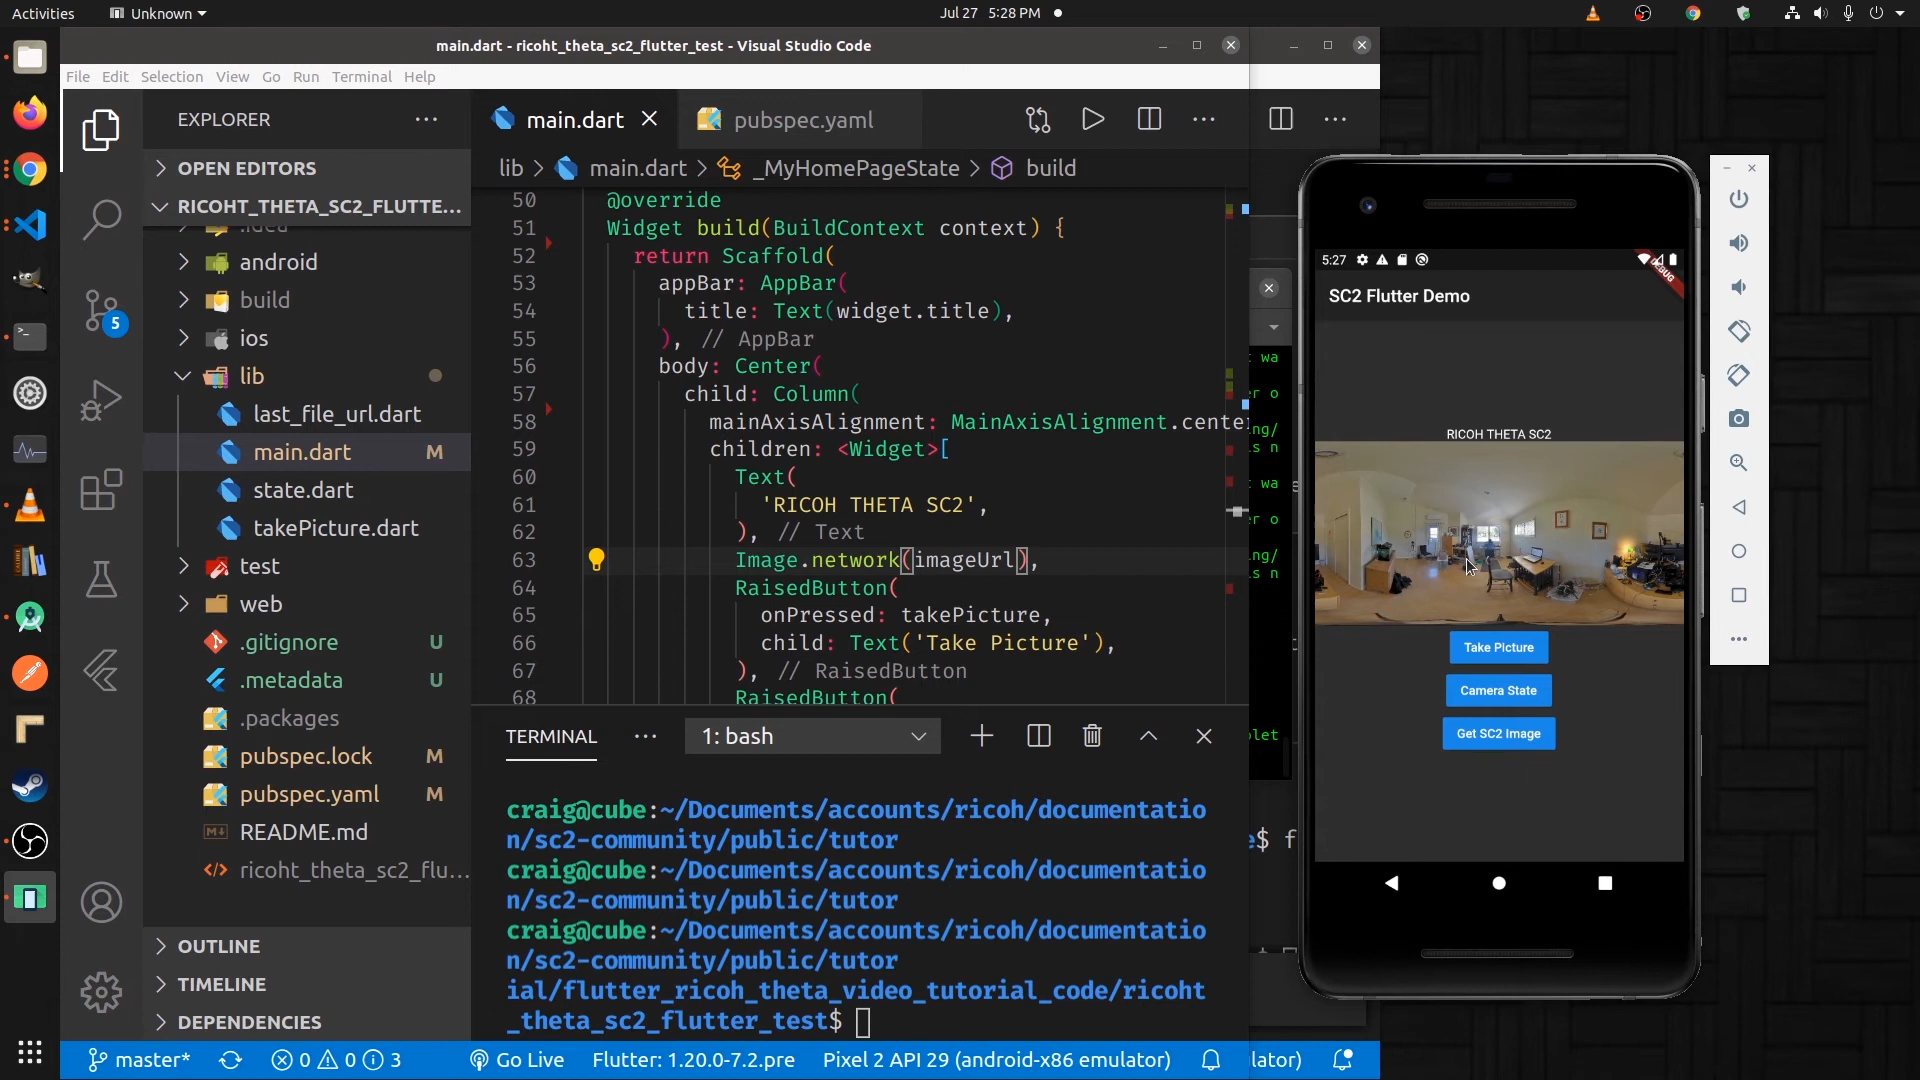 Activities
Unknown
Jul 27 5:28 PM
main.dart - ricoht_theta_sc2_flutter_test - Visual Studio Code
File Edit Selection View Go Run Terminal Help
EXPLORER
OPEN EDITORS
RICOHT_THETA_SC2_FLUTTE...
.idea
android
build
ios
lib
last_file_url.dart
main.dart M
state.dart
takePicture.dart
test
web
.gitignore U
.metadata U
.packages
pubspec.lock M
pubspec.yaml M
README.md
ricoht_theta_sc2_flu...
OUTLINE
TIMELINE
DEPENDENCIES
5
main.dart
pubspec.yaml
lib > main.dart > _MyHomePageState > build
50 @override
51 Widget build(BuildContext context) {
52 return Scaffold(
53 appBar: AppBar(
54 title: Text(widget.title),
55 ), // AppBar
56 body: Center(
57 child: Column(
58 mainAxisAlignment: MainAxisAlignment.cente
59 children: <Widget>[
60 Text(
61 'RICOH THETA SC2',
62 ), // Text
63 Image.network(imageUrl),
64 RaisedButton(
65 onPressed: takePicture,
66 child: Text('Take Picture'),
67 ), // RaisedButton
68 RaisedButton(
TERMINAL
1: bash
craig@cube:~/Documents/accounts/ricoh/documentatio
n/sc2-community/public/tutor
craig@cube:~/Documents/accounts/ricoh/documentatio
n/sc2-community/public/tutor
craig@cube:~/Documents/accounts/ricoh/documentatio
n/sc2-community/public/tutor
ial/flutter_ricoh_theta_video_tutorial_code/ricoht
_theta_sc2_flutter_test$
master*
0 0 3
Go Live
Flutter: 1.20.0-7.2.pre
Pixel 2 API 29 (android-x86 emulator)
lator)
wa
r o
ng/
s n
wa
r o
ng/
s n
plet
e$ f
5:27
DEBUG
SC2 Flutter Demo
RICOH THETA SC2
Take Picture
Camera State
Get SC2 Image